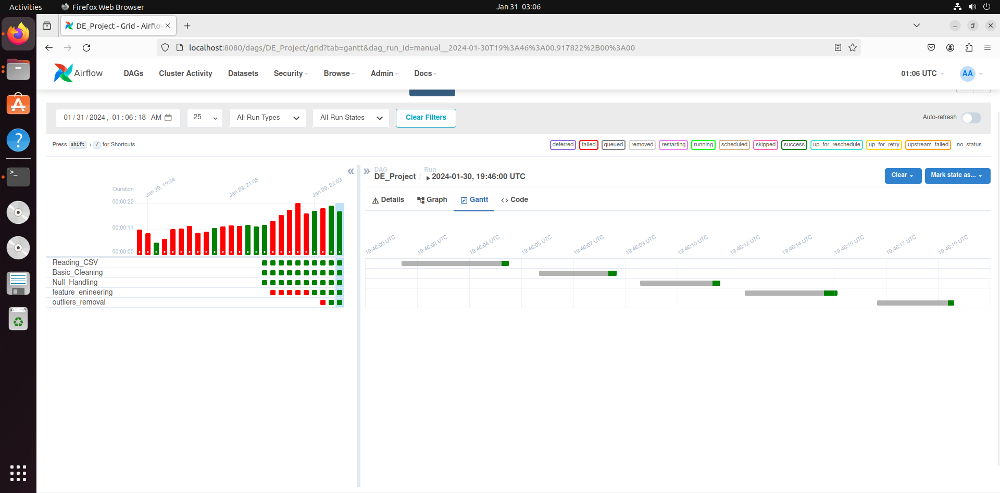 Activities Firefox Web Browser Jan 31 03:06
DE_Project - Grid - Airflo
localhost:8080/dags/DE_Project/grid?tab=gantt&dag_run_id=manual__2024-01-30T19%3A46%3A00.917822%2B00%3A00
Airflow DAGs Cluster Activity Datasets Security Browse Admin Docs 01:06 UTC AA
01/31/2024, 01:06:18 AM 25 All Run Types All Run States Clear Filters Auto-refresh
Press shift + / for Shortcuts deferred failed queued removed restarting running scheduled skipped success up_for_reschedule up_for_retry upstream_failed no_status
DAG Run
DE_Project / 2024-01-30, 19:46:00 UTC Clear Mark state as...
Details Graph Gantt Code
Jan 29, 19:34 Jan 29, 21:08 Jan 29, 22:03
Duration
00:00:22
00:00:11
00:00:00
19:46:00 UTC 19:46:02 UTC 19:46:04 UTC 19:46:05 UTC 19:46:07 UTC 19:46:09 UTC 19:46:10 UTC 19:46:12 UTC 19:46:14 UTC 19:46:15 UTC 19:46:17 UTC 19:46:19 UTC
Reading_CSV
Basic_Cleaning
Null_Handling
feature_enineering
outliers_removal